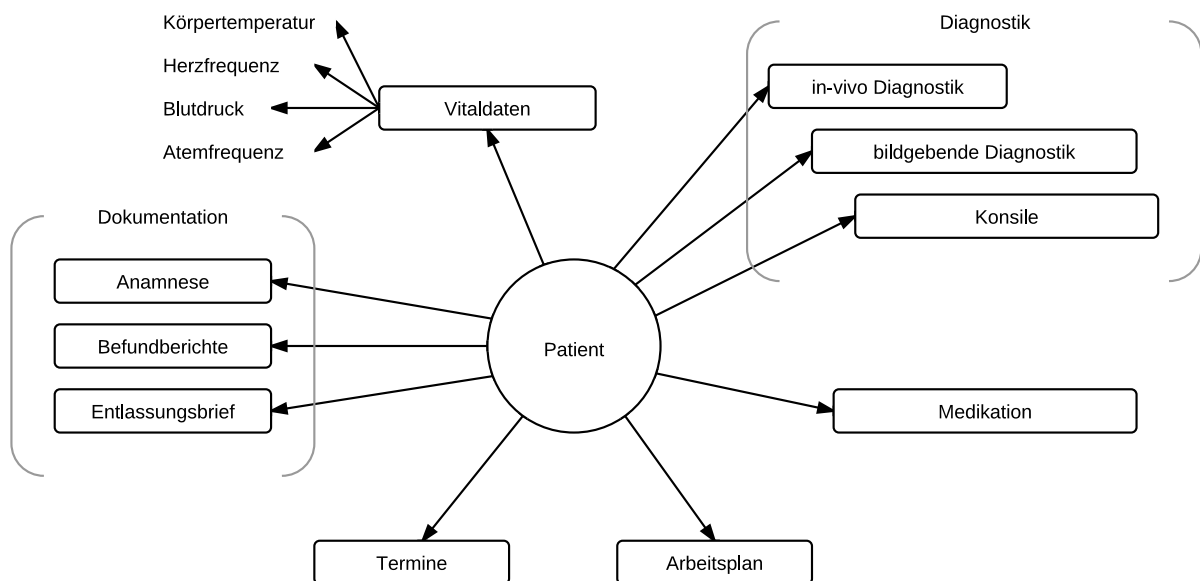 Körpertemperatur
Herzfrequenz
Blutdruck
Atemfrequenz
Vitaldaten
Diagnostik
in-vivo Diagnostik
bildgebende Diagnostik
Konsile
Dokumentation
Anamnese
Befundberichte
Entlassungsbrief
Patient
Medikation
Termine
Arbeitsplan